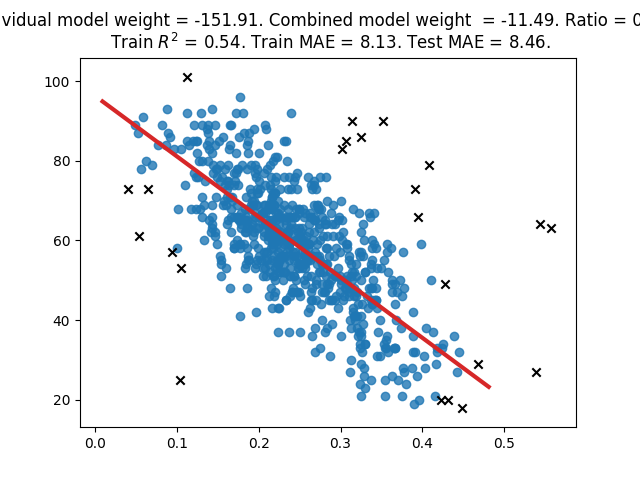 vidual model weight = -151.91. Combined model weight = -11.49. Ratio = 0
Train R² = 0.54. Train MAE = 8.13. Test MAE = 8.46.
100
80
60
40
20
0.0 0.1 0.2 0.3 0.4 0.5